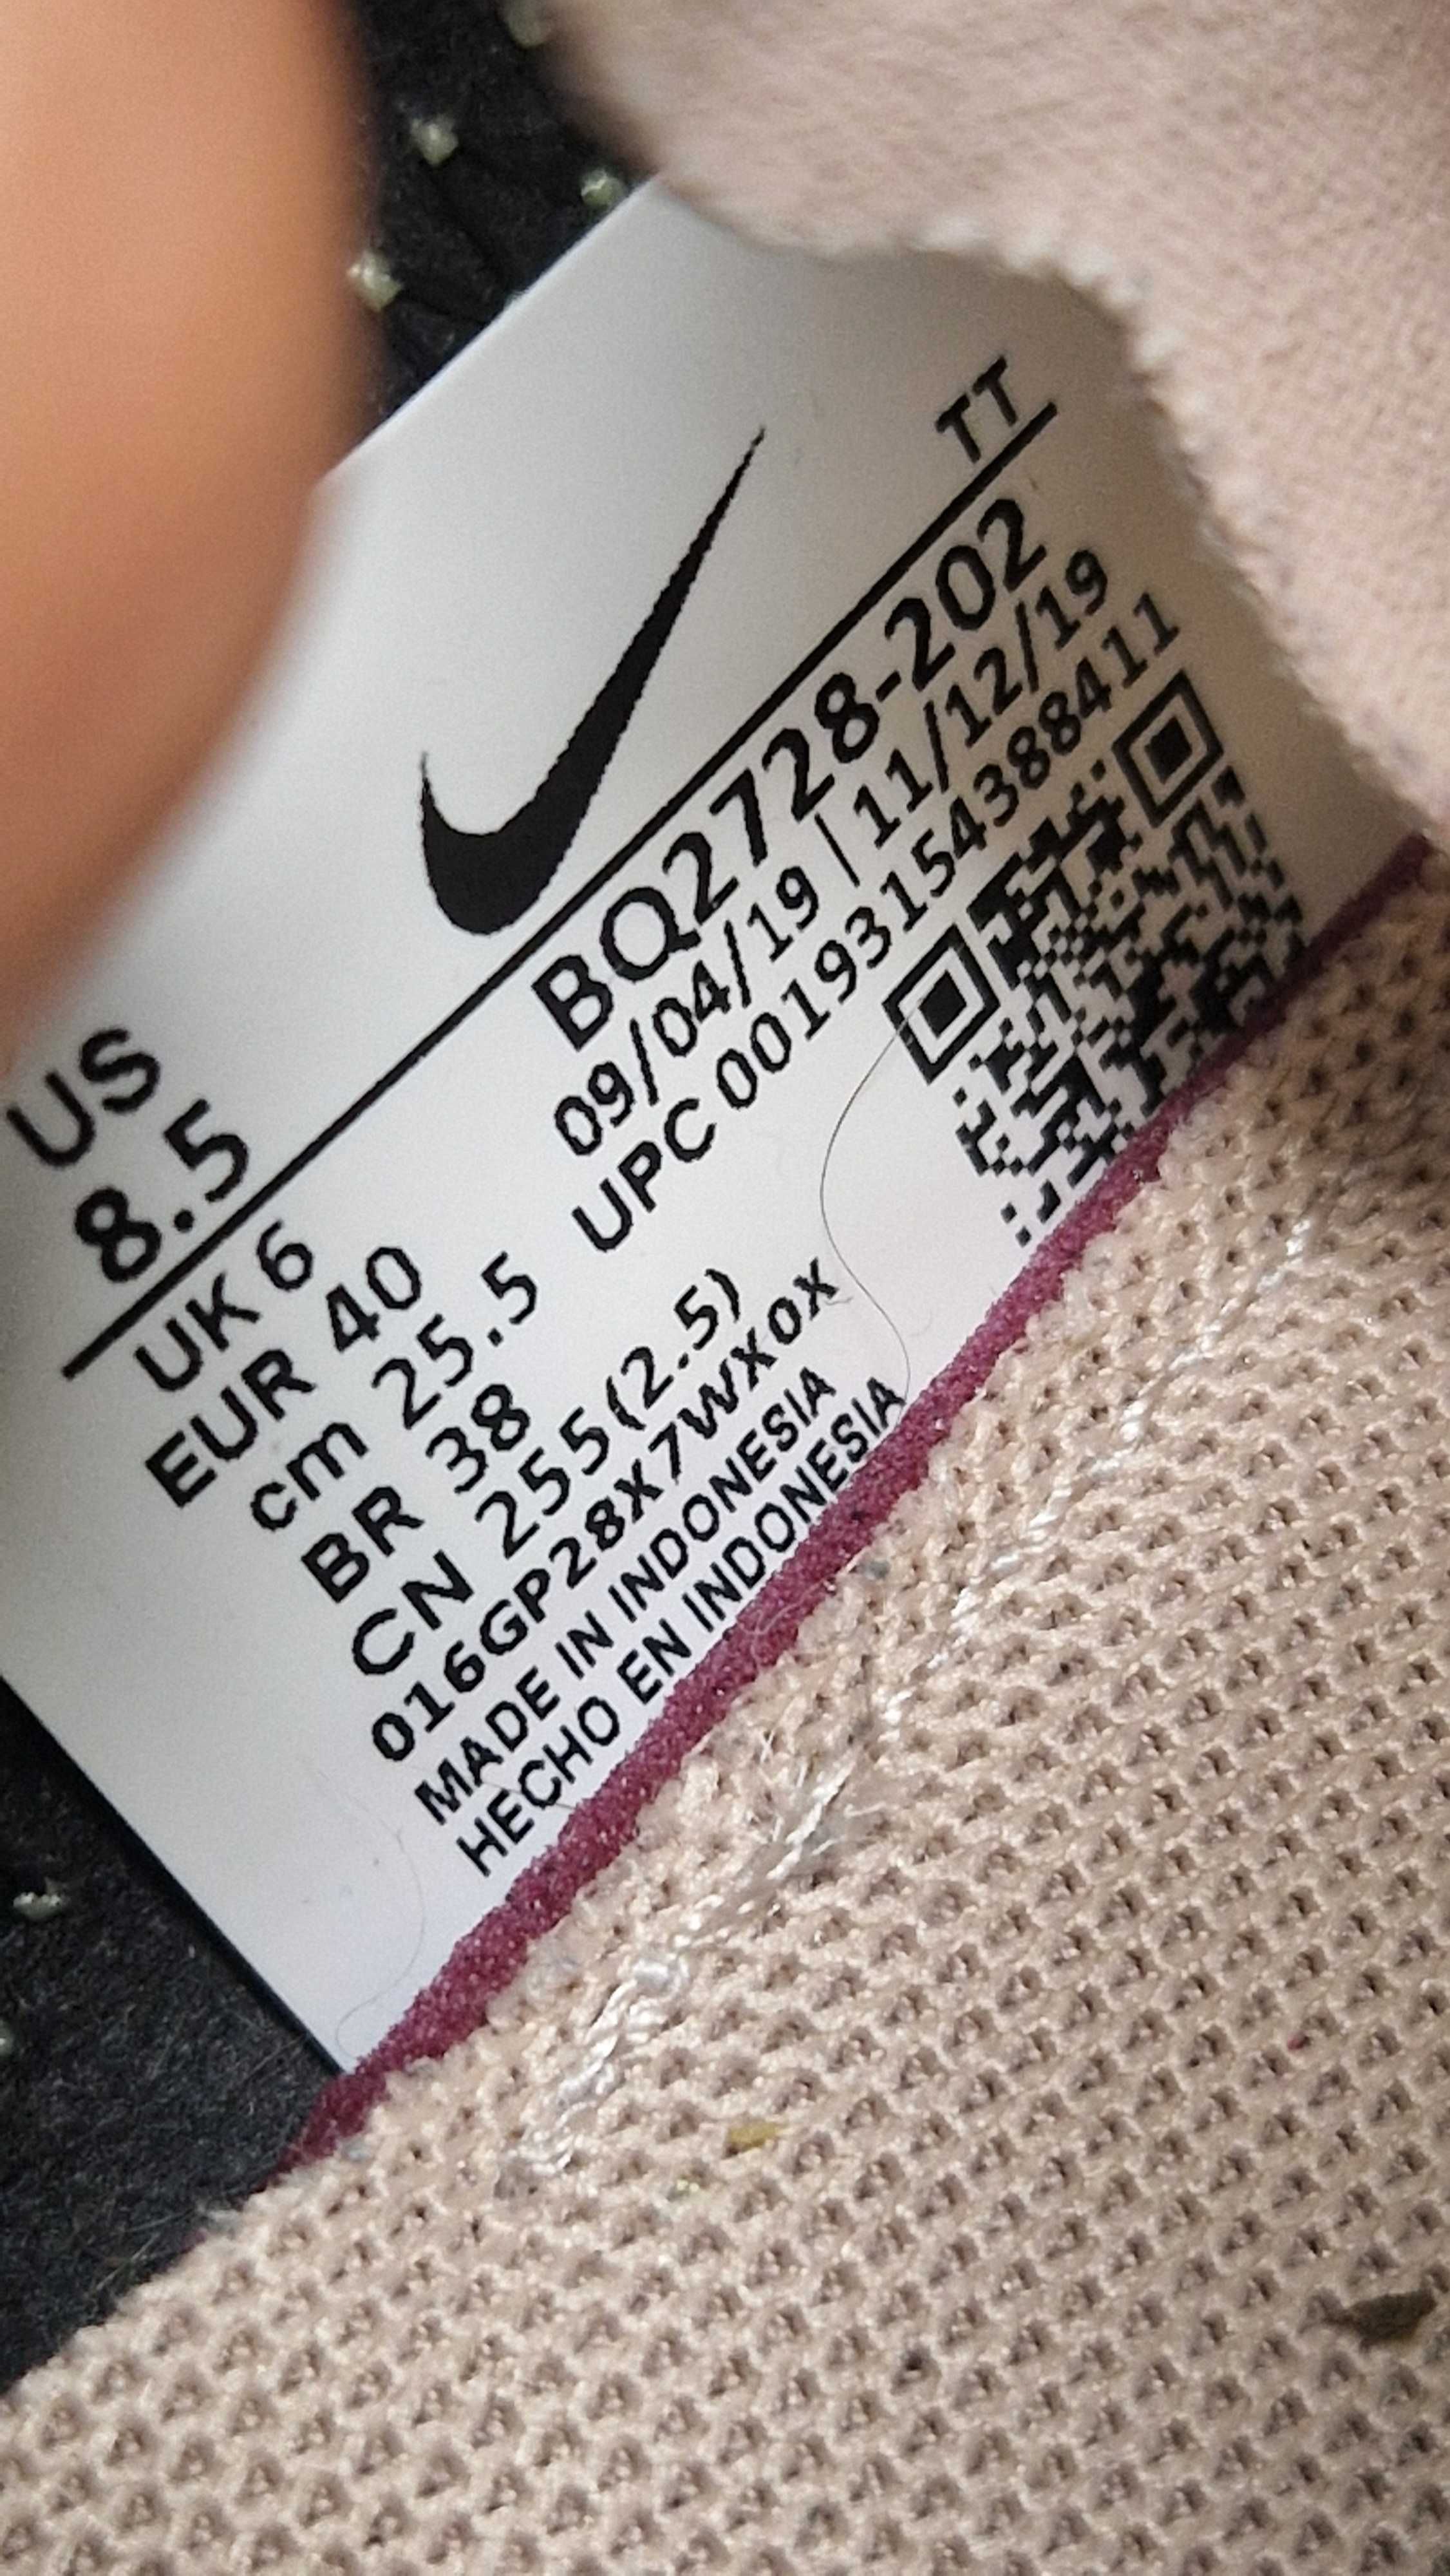 TT
US
8.5
BQ2728-202
09/04/19 | 11/12/19
UPC 00193154388411
UK 6
EUR 40
cm 25.5
BR 38
CN 255(2.5)
016GP28X7WX0X
MADE IN INDONESIA
HECHO EN INDONESIA